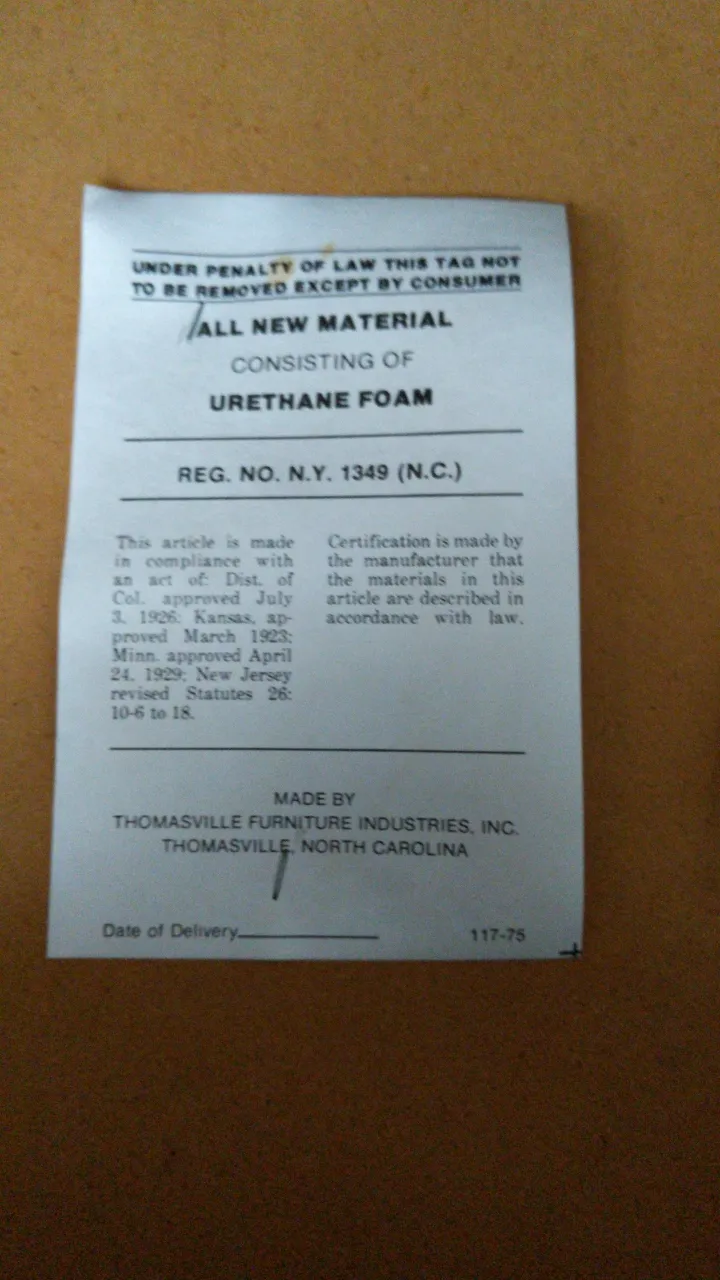 UNDER PENALTY OF LAW THIS TAG NOT
TO BE REMOVED EXCEPT BY CONSUMER
ALL NEW MATERIAL
CONSISTING OF
URETHANE FOAM
REG. NO. N.Y. 1349 (N.C.)
This article is made
in compliance with
an act of: Dist. of
Col. approved July
3, 1926; Kansas, ap-
proved March 1923;
Minn. approved April
24, 1929; New Jersey
revised Statutes 26:
10-6 to 18.
Certification is made by
the manufacturer that
the materials in this
article are described in
accordance with law.
MADE BY
THOMASVILLE FURNITURE INDUSTRIES, INC.
THOMASVILLE, NORTH CAROLINA
Date of Delivery
117-75